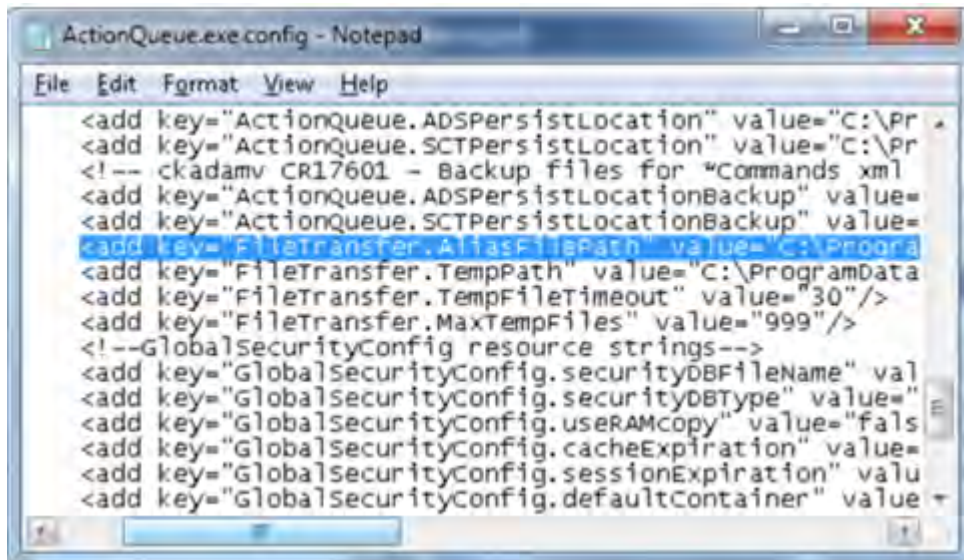 ActionQueue.exe.config - Notepad
File Edit Format View Help
<add key="ActionQueue.ADSPersistLocation" value="C:\Pr
<add key="ActionQueue.SCTPersistLocation" value="C:\Pr
<!-- ckadamv CR17601 - Backup files for "Commands xml
<add key="ActionQueue.ADSPersistLocationBackup" value=
<add key="ActionQueue.SCTPersistLocationBackup" value=
<add key="FileTransfer.AliasFilePath" value="C:\Progra
<add key="FileTransfer.TempPath" value="C:\ProgramData
<add key="FileTransfer.TempFileTimeout" value="30"/>
<add key="FileTransfer.MaxTempFiles" value="999"/>
<!--GlobalSecurityConfig resource strings-->
<add key="GlobalSecurityConfig.securityDBFileName" val
<add key="GlobalSecurityConfig.securityDBType" value="
<add key="GlobalSecurityConfig.useRAMcopy" value="fals
<add key="GlobalSecurityConfig.cacheExpiration" value=
<add key="GlobalSecurityConfig.sessionExpiration" valu
<add key="GlobalSecurityConfig.defaultContainer" value